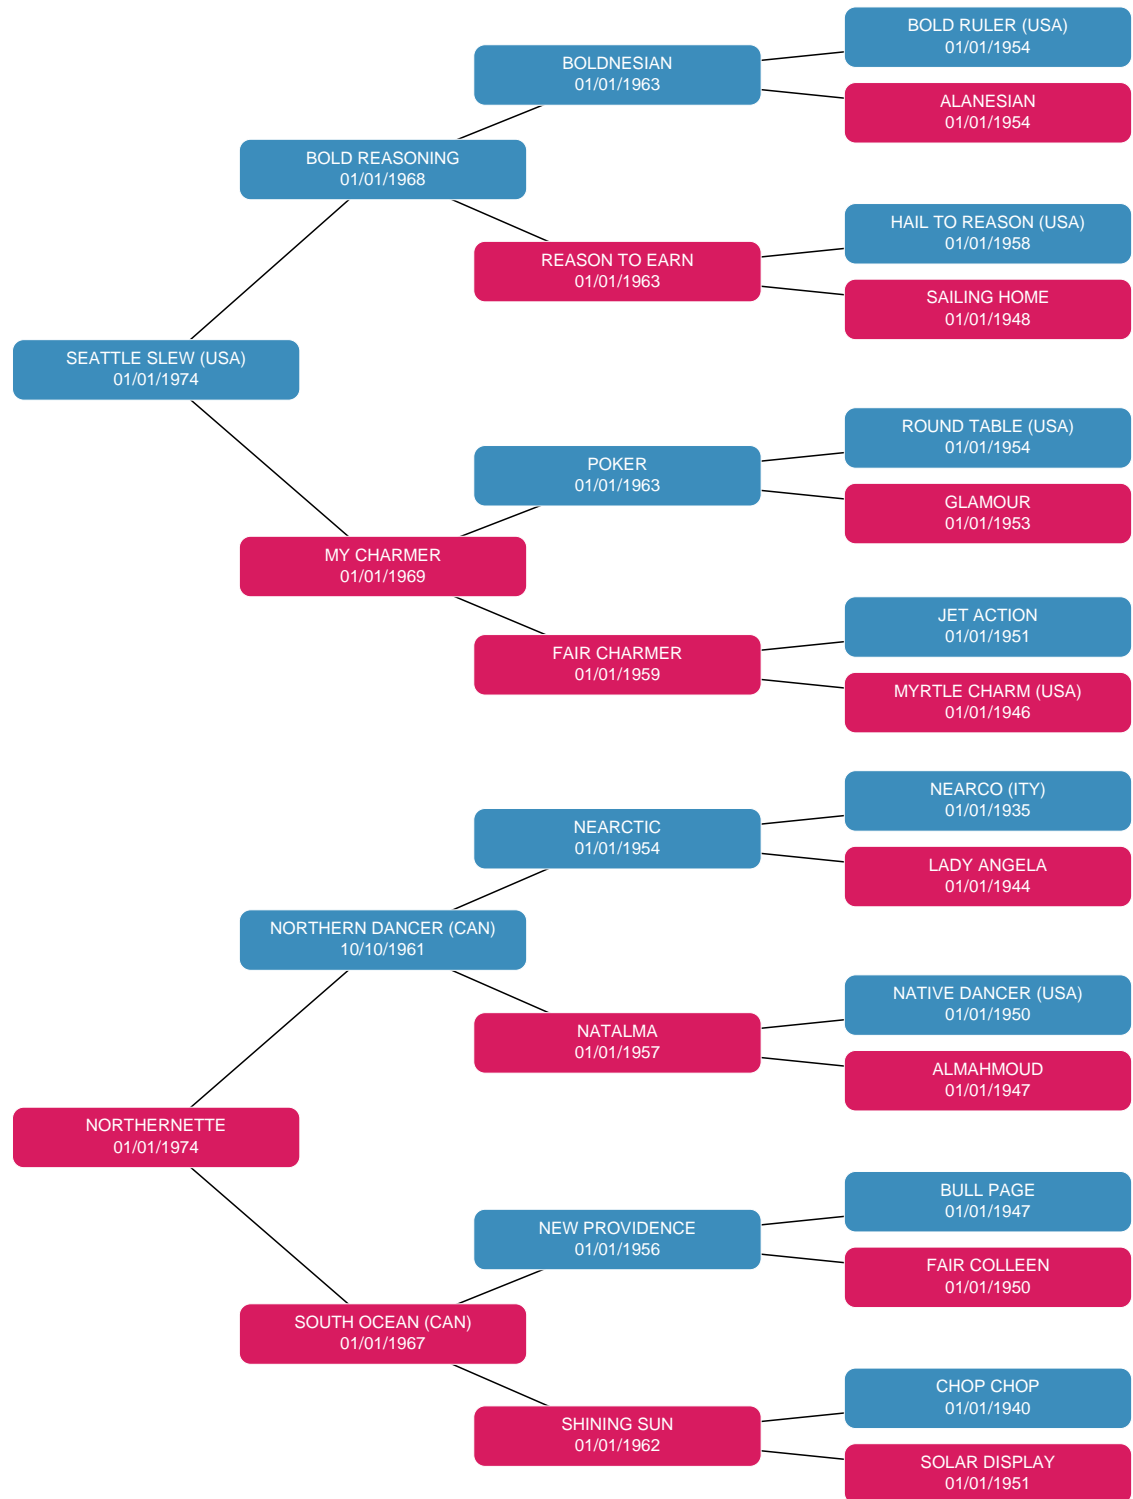 BOLD RULER (USA)
01/01/1954
BOLDNESIAN
01/01/1963
ALANESIAN
01/01/1954
BOLD REASONING
01/01/1968
HAIL TO REASON (USA)
01/01/1958
REASON TO EARN
01/01/1963
SAILING HOME
01/01/1948
SEATTLE SLEW (USA)
01/01/1974
ROUND TABLE (USA)
01/01/1954
POKER
01/01/1963
GLAMOUR
01/01/1953
MY CHARMER
01/01/1969
JET ACTION
01/01/1951
FAIR CHARMER
01/01/1959
MYRTLE CHARM (USA)
01/01/1946
NEARCO (ITY)
01/01/1935
NEARCTIC
01/01/1954
LADY ANGELA
01/01/1944
NORTHERN DANCER (CAN)
10/10/1961
NATIVE DANCER (USA)
01/01/1950
NATALMA
01/01/1957
ALMAHMOUD
01/01/1947
NORTHERNETTE
01/01/1974
BULL PAGE
01/01/1947
NEW PROVIDENCE
01/01/1956
FAIR COLLEEN
01/01/1950
SOUTH OCEAN (CAN)
01/01/1967
CHOP CHOP
01/01/1940
SHINING SUN
01/01/1962
SOLAR DISPLAY
01/01/1951